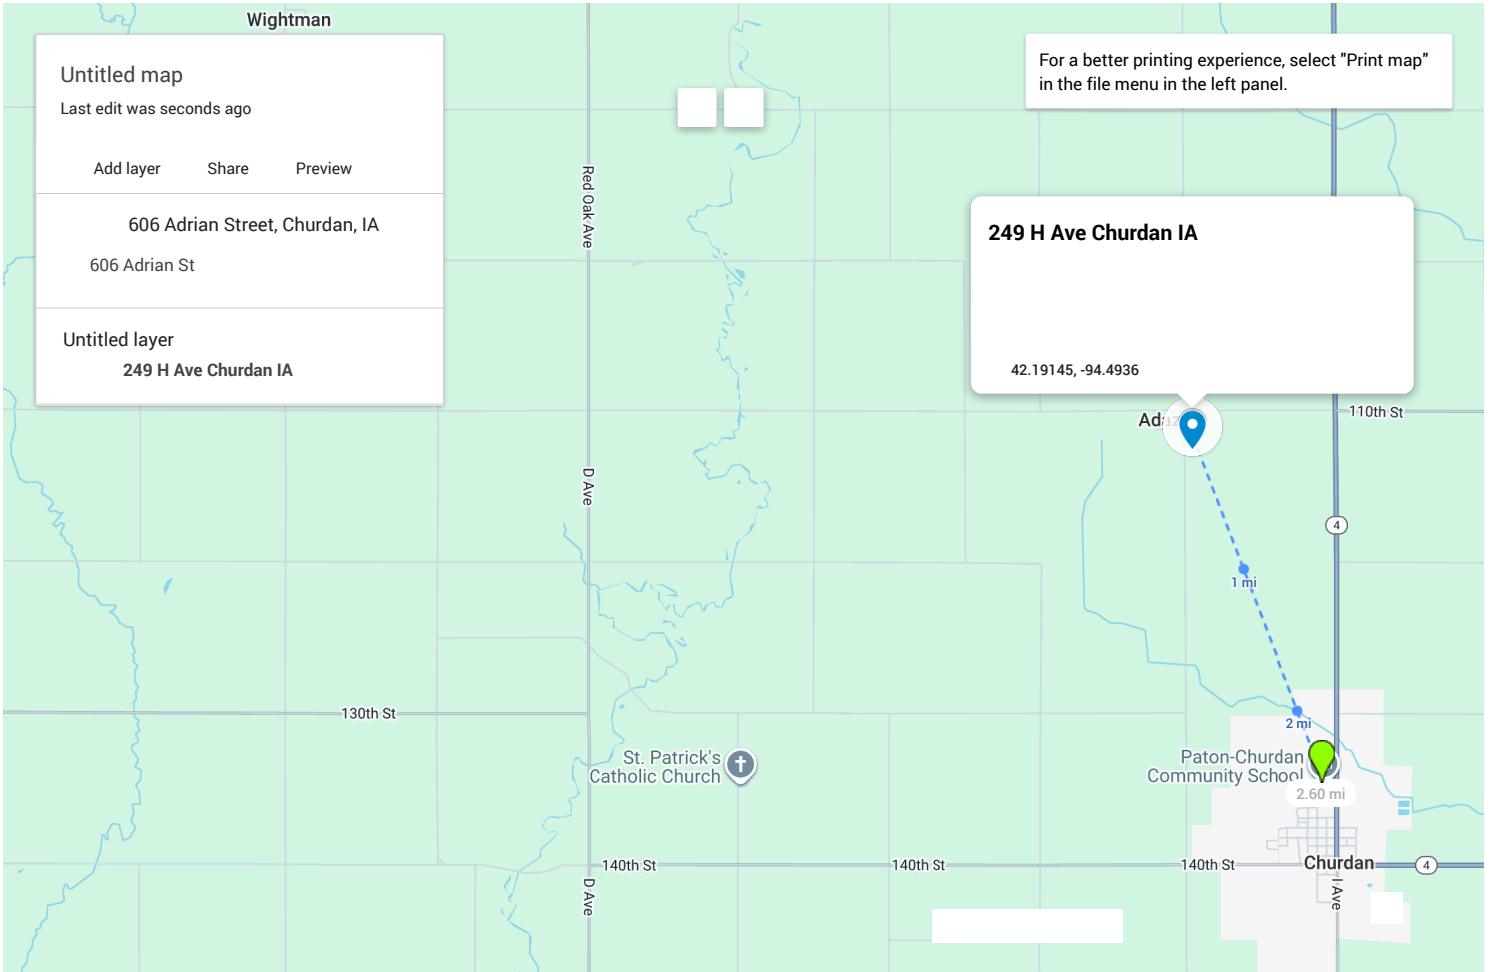 Wightman
Untitled map
Last edit was seconds ago
Add layer
Share
Preview
606 Adrian Street, Churdan, IA
606 Adrian St
Untitled layer
249 H Ave Churdan IA
For a better printing experience, select "Print map"
in the file menu in the left panel.
249 H Ave Churdan IA
42.19145, -94.4936
Red Oak Ave
110th St
D Ave
4
1 mi
130th St
2 mi
St. Patrick's
Catholic Church
Paton-Churdan
Community School
2.60 mi
140th St
140th St
140th St
Churdan
4
D Ave
I Ave